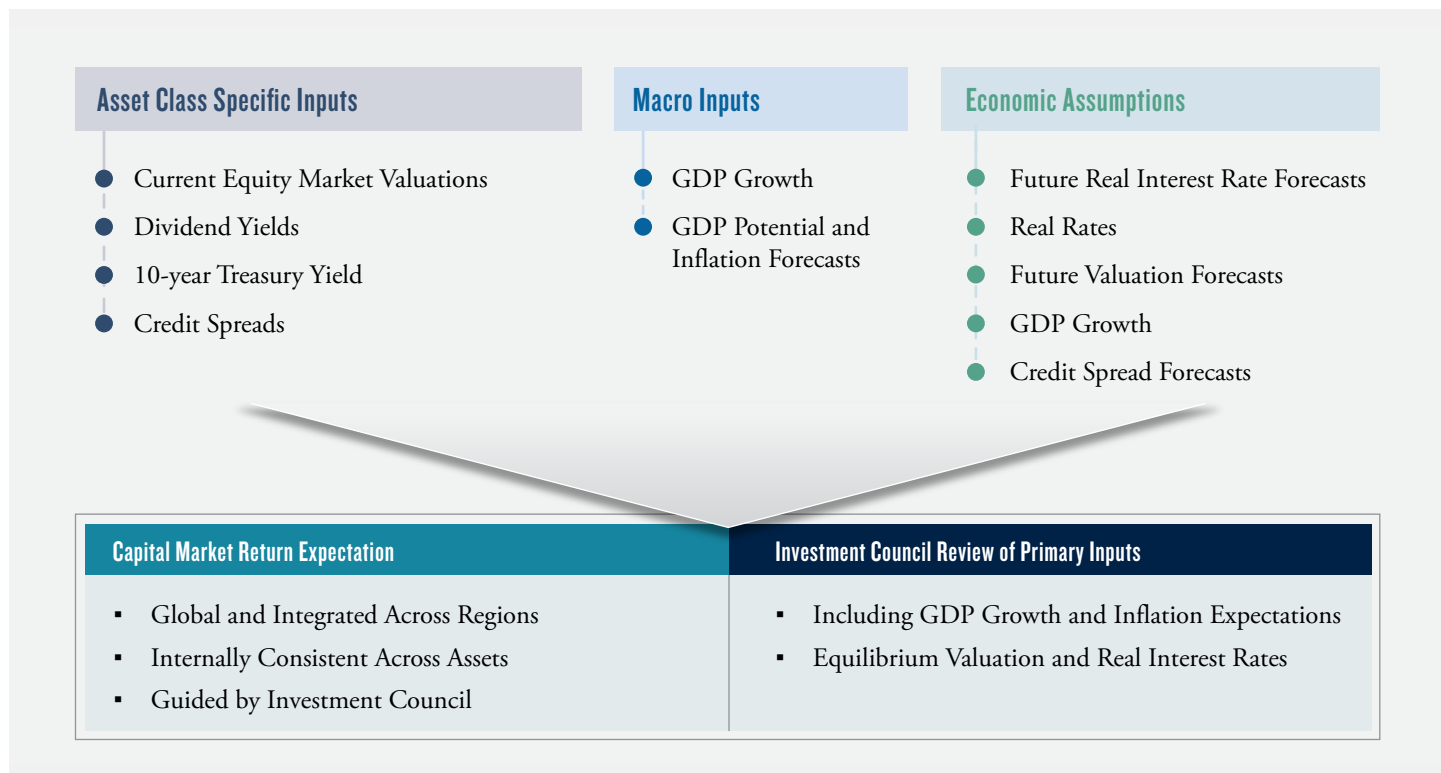 Asset Class Specific Inputs
Current Equity Market Valuations
Dividend Yields
10-year Treasury Yield
Credit Spreads
Macro Inputs
GDP Growth
GDP Potential and
Inflation Forecasts
Economic Assumptions
Future Real Interest Rate Forecasts
Real Rates
Future Valuation Forecasts
GDP Growth
Credit Spread Forecasts
Capital Market Return Expectation
▪ Global and Integrated Across Regions
▪ Internally Consistent Across Assets
▪ Guided by Investment Council
Investment Council Review of Primary Inputs
▪ Including GDP Growth and Inflation Expectations
▪ Equilibrium Valuation and Real Interest Rates